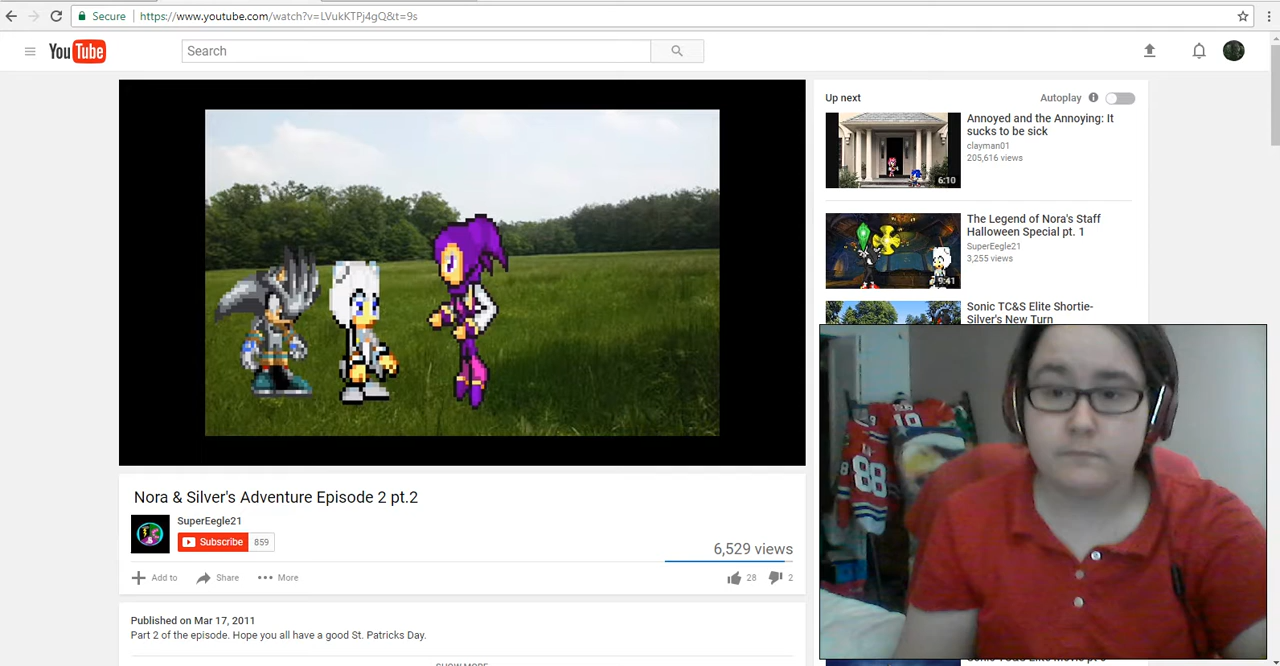 Secure https://www.youtube.com/watch?v=LVukKTPj4gQ&t=9s
YouTube
Search
Up next
Autoplay
Annoyed and the Annoying: It
sucks to be sick
clayman01
205,616 views
6:10
The Legend of Nora's Staff
Halloween Special pt. 1
SuperEegle21
3,255 views
9:41
Sonic TC&S Elite Shortie-
Silver's New Turn
88
Nora & Silver's Adventure Episode 2 pt.2
SuperEegle21
Subscribe 859
6,529 views
Add to Share More
28 2
Published on Mar 17, 2011
Part 2 of the episode. Hope you all have a good St. Patricks Day.
SHOW MORE